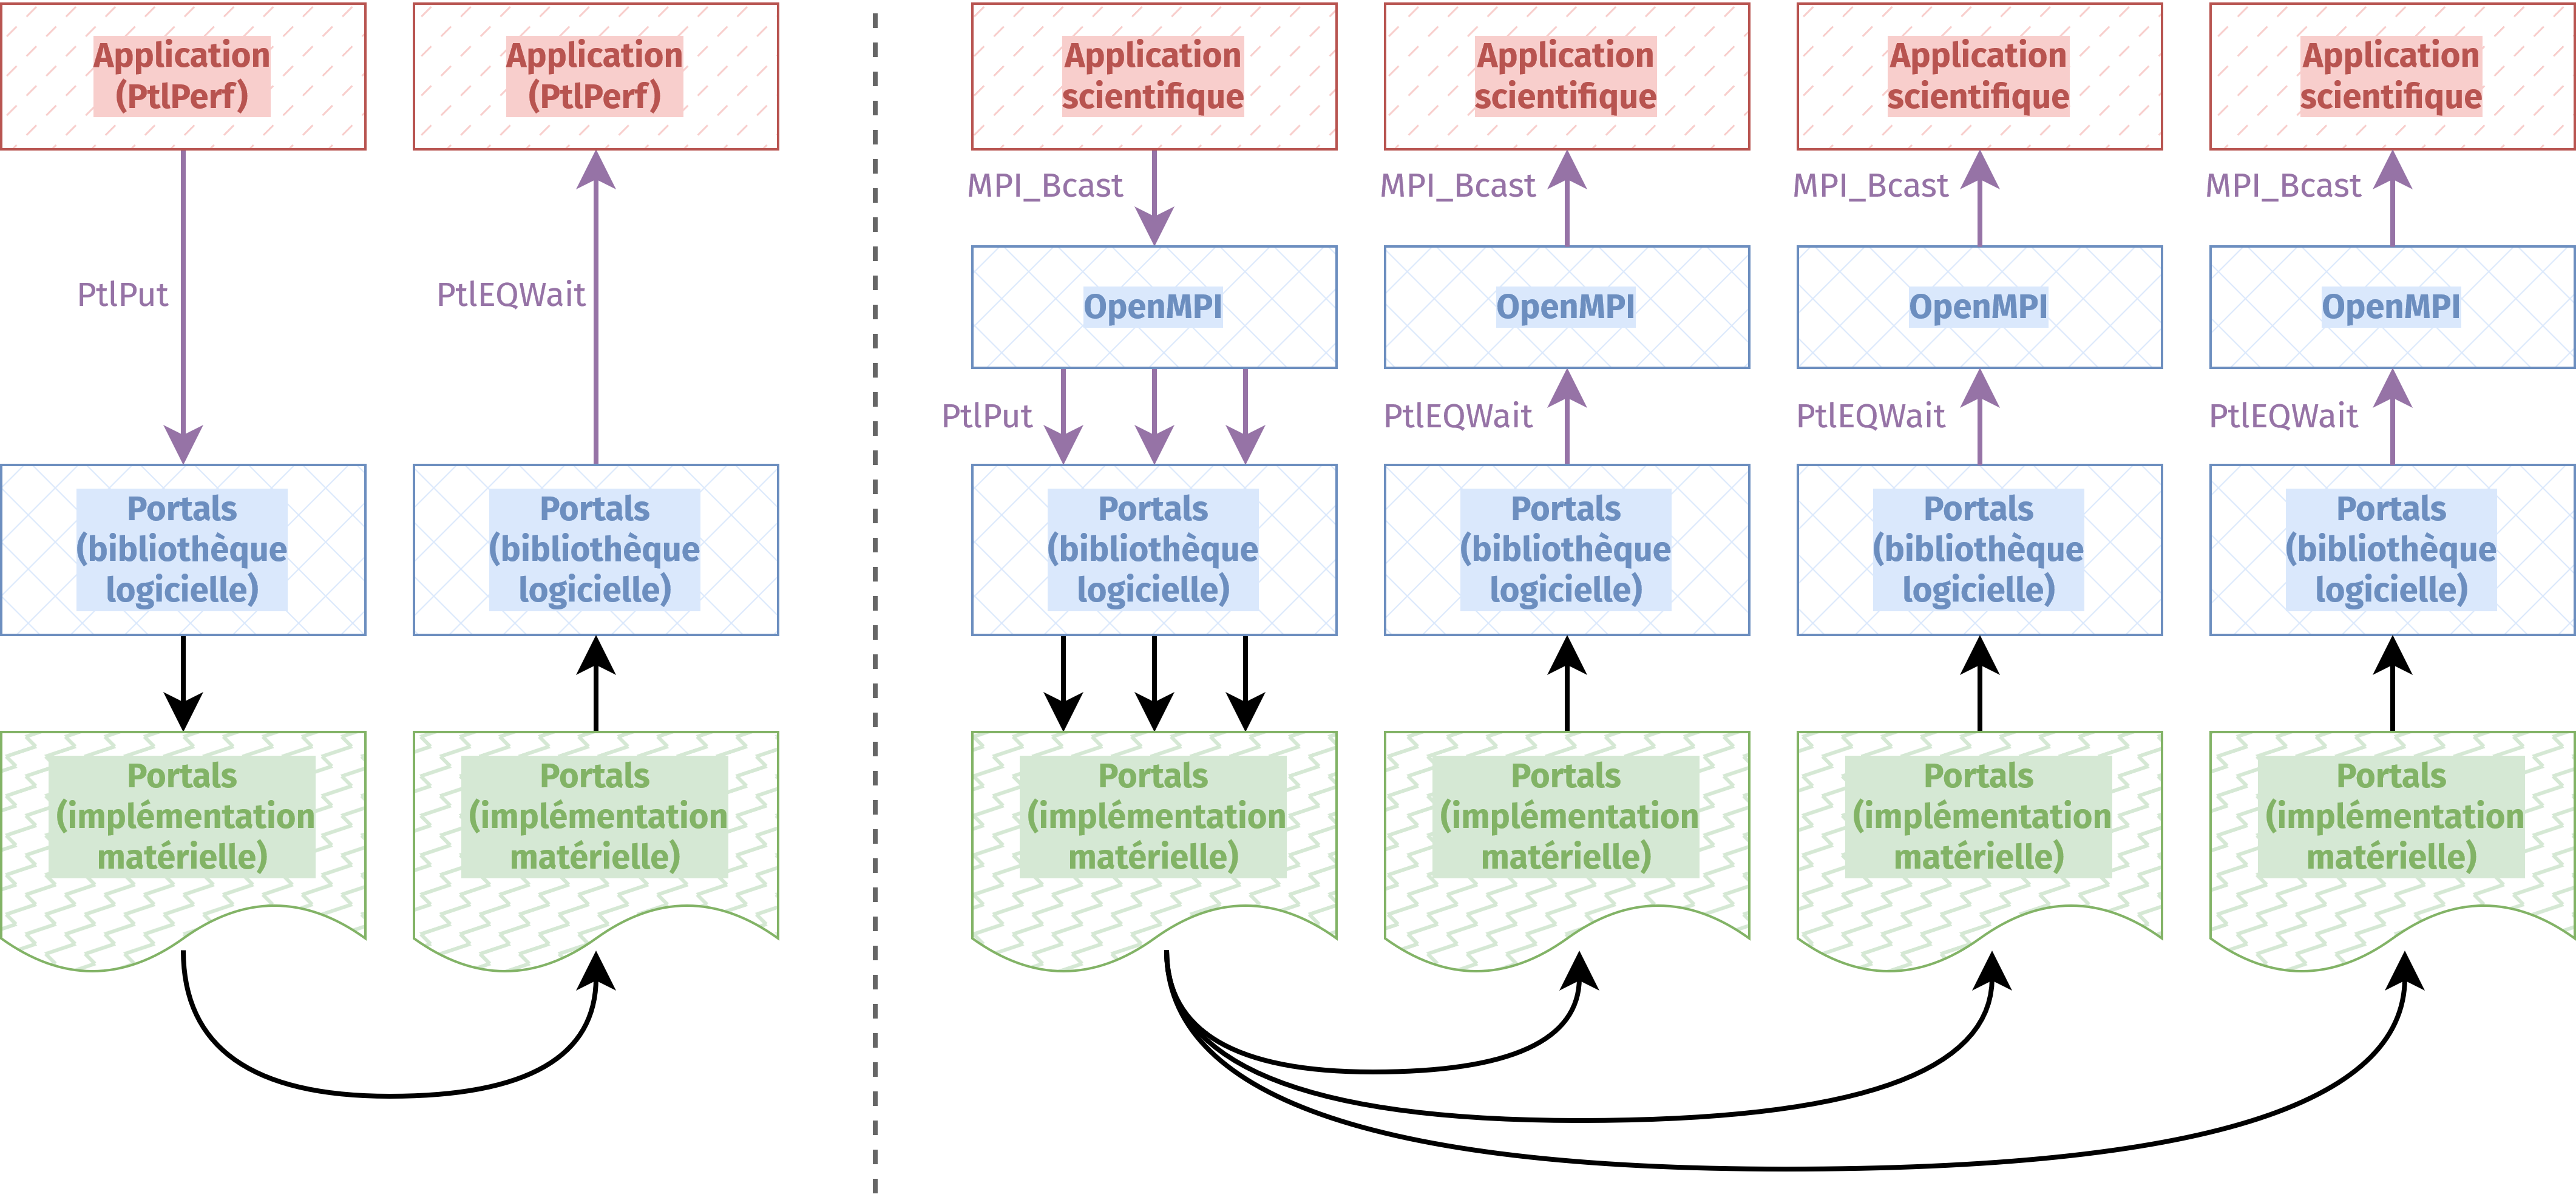 Application
(PtlPerf)
Application
(PtlPerf)
Application
scientifique
Application
scientifique
Application
scientifique
Application
scientifique
MPI_Bcast
MPI_Bcast
MPI_Bcast
MPI_Bcast
PtlPut
PtlEQWait
OpenMPI
OpenMPI
OpenMPI
OpenMPI
PtlPut
PtlEQWait
PtlEQWait
PtlEQWait
Portals
(bibliothèque
logicielle)
Portals
(bibliothèque
logicielle)
Portals
(bibliothèque
logicielle)
Portals
(bibliothèque
logicielle)
Portals
(bibliothèque
logicielle)
Portals
(bibliothèque
logicielle)
Portals
(implémentation
matérielle)
Portals
(implémentation
matérielle)
Portals
(implémentation
matérielle)
Portals
(implémentation
matérielle)
Portals
(implémentation
matérielle)
Portals
(implémentation
matérielle)